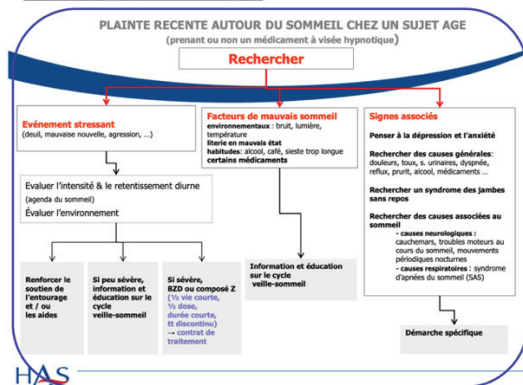 PLAINTE RECENTE AUTOUR DU SOMMEIL CHEZ UN SUJET AGE
(prenant ou non un médicament à visée hypnotique)
Rechercher
Evénement stressant
(deuil, mauvaise nouvelle, agression, ...)
Facteurs de mauvais sommeil
environnementaux : bruit, lumière,
température
literie en mauvais état
habitudes: alcool, café, sieste trop longue
certains médicaments
Signes associés
Penser à la dépression et l'anxiété
Rechercher des causes générales:
douleurs, toux, s. urinaires, dyspnée,
reflux, prurit, alcool, médicaments ...
Rechercher un syndrome des jambes
sans repos
Rechercher des causes associées au
sommeil
- causes neurologiques :
cauchemars, troubles moteurs au
cours du sommeil, mouvements
périodiques nocturnes
- causes respiratoires : syndrome
d'apnées du sommeil (SAS)
Evaluer l'intensité & le retentissement diurne
(agenda du sommeil)
Évaluer l'environnement
Renforcer le
soutien de
l'entourage
et / ou
les aides
Si peu sévère,
information et
éducation sur le
cycle
veille-sommeil
Si sévère,
BZD ou composé Z
(½ vie courte,
½ dose,
durée courte,
tt discontinu)
→ contrat de
traitement
Information et éducation
sur le cycle
veille-sommeil
Démarche spécifique
HAS